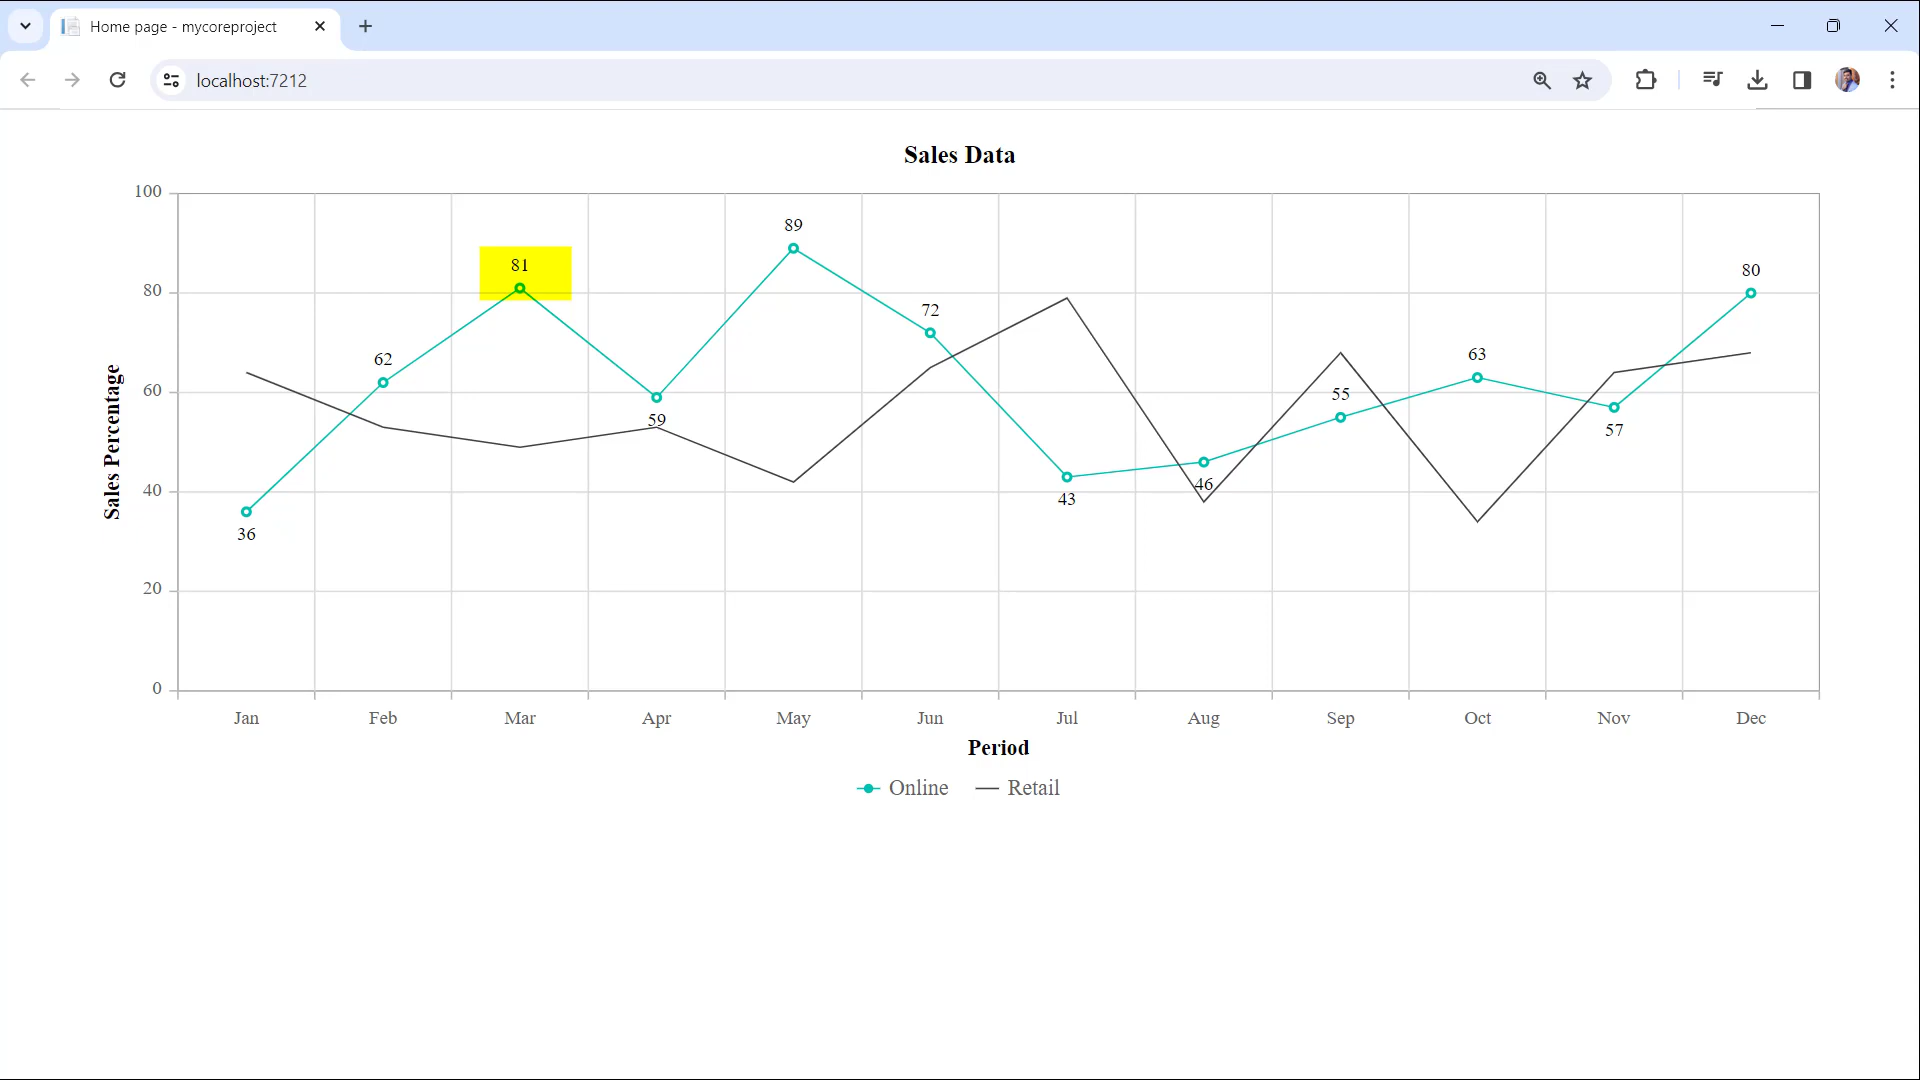 Home page - mycoreproject
localhost:7212
Sales Data
100
80
60
40
20
0
Sales Percentage
36
62
81
59
89
72
43
46
55
63
57
80
Jan Feb Mar Apr May Jun Jul Aug Sep Oct Nov Dec
Period
Online Retail